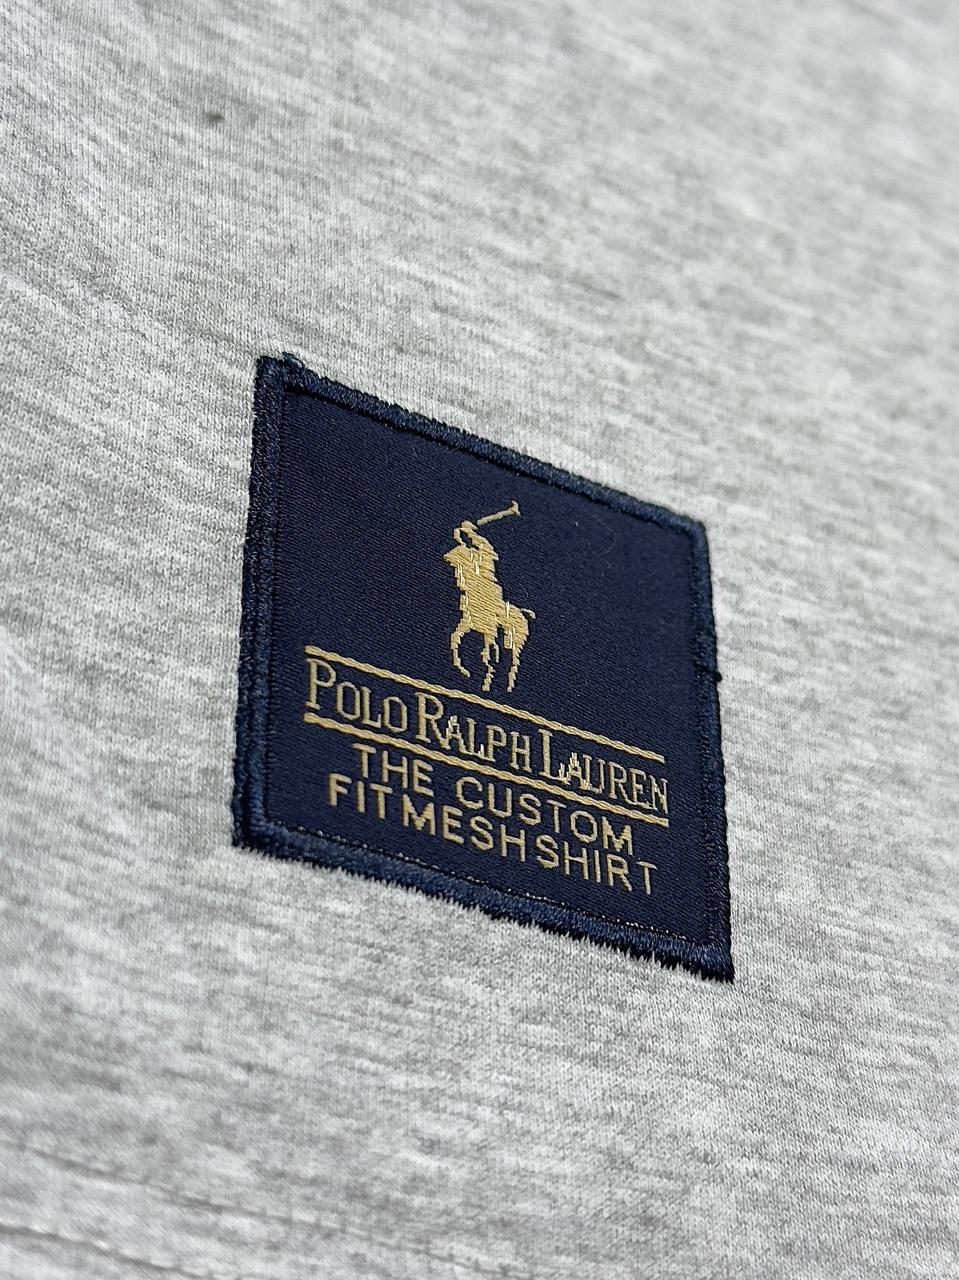 POLO RALPH LAUREN
THE CUSTOM
FIT MESH SHIRT